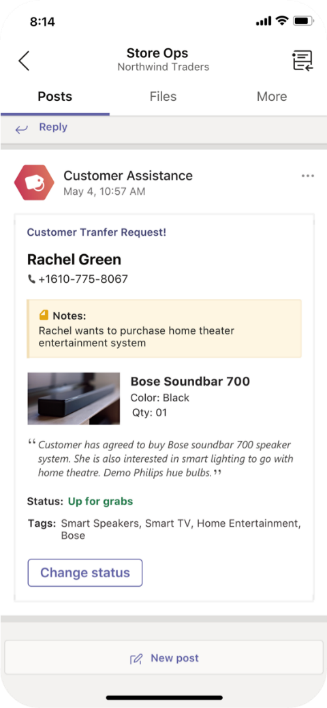 8:14
Store Ops
Northwind Traders
Posts
Files
More
Reply
Customer Assistance
May 4, 10:57 AM
Customer Tranfer Request!
Rachel Green
+1610-775-8067
Notes:
Rachel wants to purchase home theater
entertainment system
Bose Soundbar 700
Color: Black
Qty: 01
“Customer has agreed to buy Bose soundbar 700 speaker
system. She is also interested in smart lighting to go with
home theatre. Demo Philips hue bulbs.”
Status: Up for grabs
Tags: Smart Speakers, Smart TV, Home Entertainment,
Bose
Change status
New post